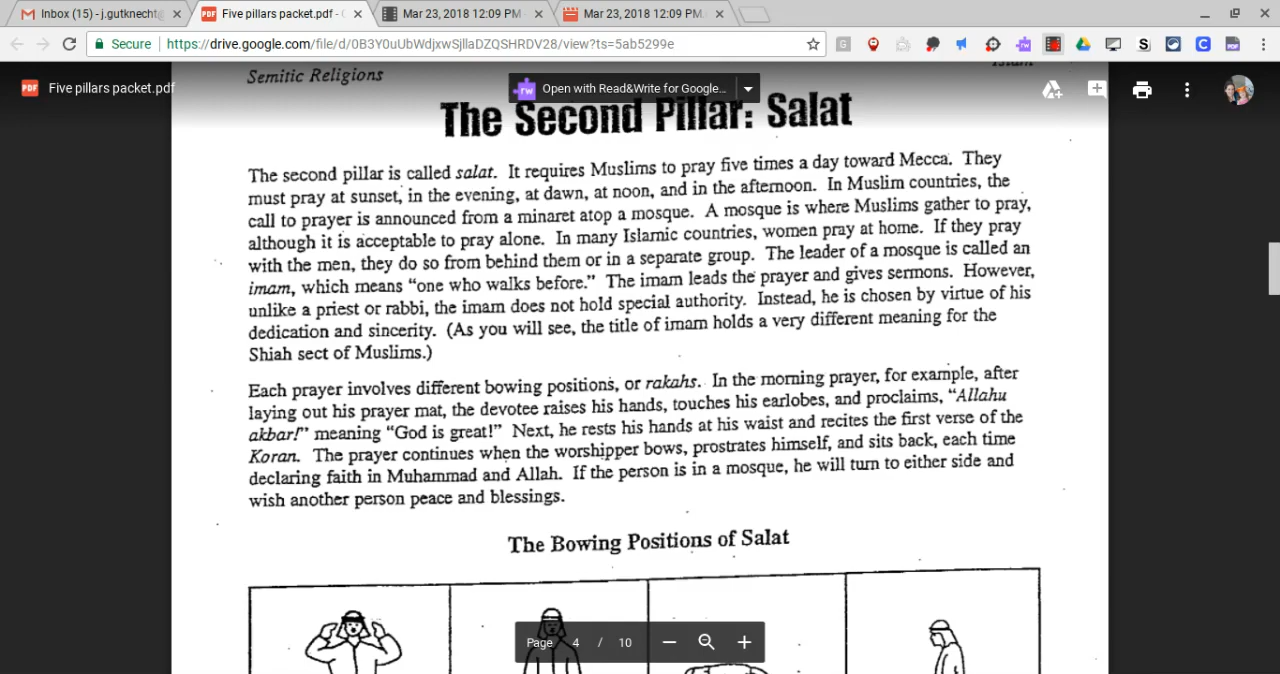 Inbox (15) - j.gutknecht@
Five pillars packet.pdf - G
Mar 23, 2018 12:09 PM -
Mar 23, 2018 12:09 PM.
Secure
https://drive.google.com/file/d/0B3YQuUbWdjxwSjllaDZQSHRDV28/view?ts=5ab5299e
PDF Five pillars packet.pdf
rw Open with Read&Write for Google...
Semitic Religions
Islam
The Second Pillar: Salat
The second pillar is called salat. It requires Muslims to pray five times a day toward Mecca. They
must pray at sunset, in the evening, at dawn, at noon, and in the afternoon. In Muslim countries, the
call to prayer is announced from a minaret atop a mosque. A mosque is where Muslims gather to pray,
although it is acceptable to pray alone. In many Islamic countries, women pray at home. If they pray
with the men, they do so from behind them or in a separate group. The leader of a mosque is called an
imam, which means “one who walks before.” The imam leads the prayer and gives sermons. However,
unlike a priest or rabbi, the imam does not hold special authority. Instead, he is chosen by virtue of his
dedication and sincerity. (As you will see, the title of imam holds a very different meaning for the
Shiah sect of Muslims.)
Each prayer involves different bowing positions, or rakahs. In the morning prayer, for example, after
laying out his prayer mat, the devotee raises his hands, touches his earlobes, and proclaims, “Allahu
akbar!” meaning “God is great!” Next, he rests his hands at his waist and recites the first verse of the
Koran. The prayer continues when the worshipper bows, prostrates himself, and sits back, each time
declaring faith in Muhammad and Allah. If the person is in a mosque, he will turn to either side and
wish another person peace and blessings.
The Bowing Positions of Salat
Page 4 / 10